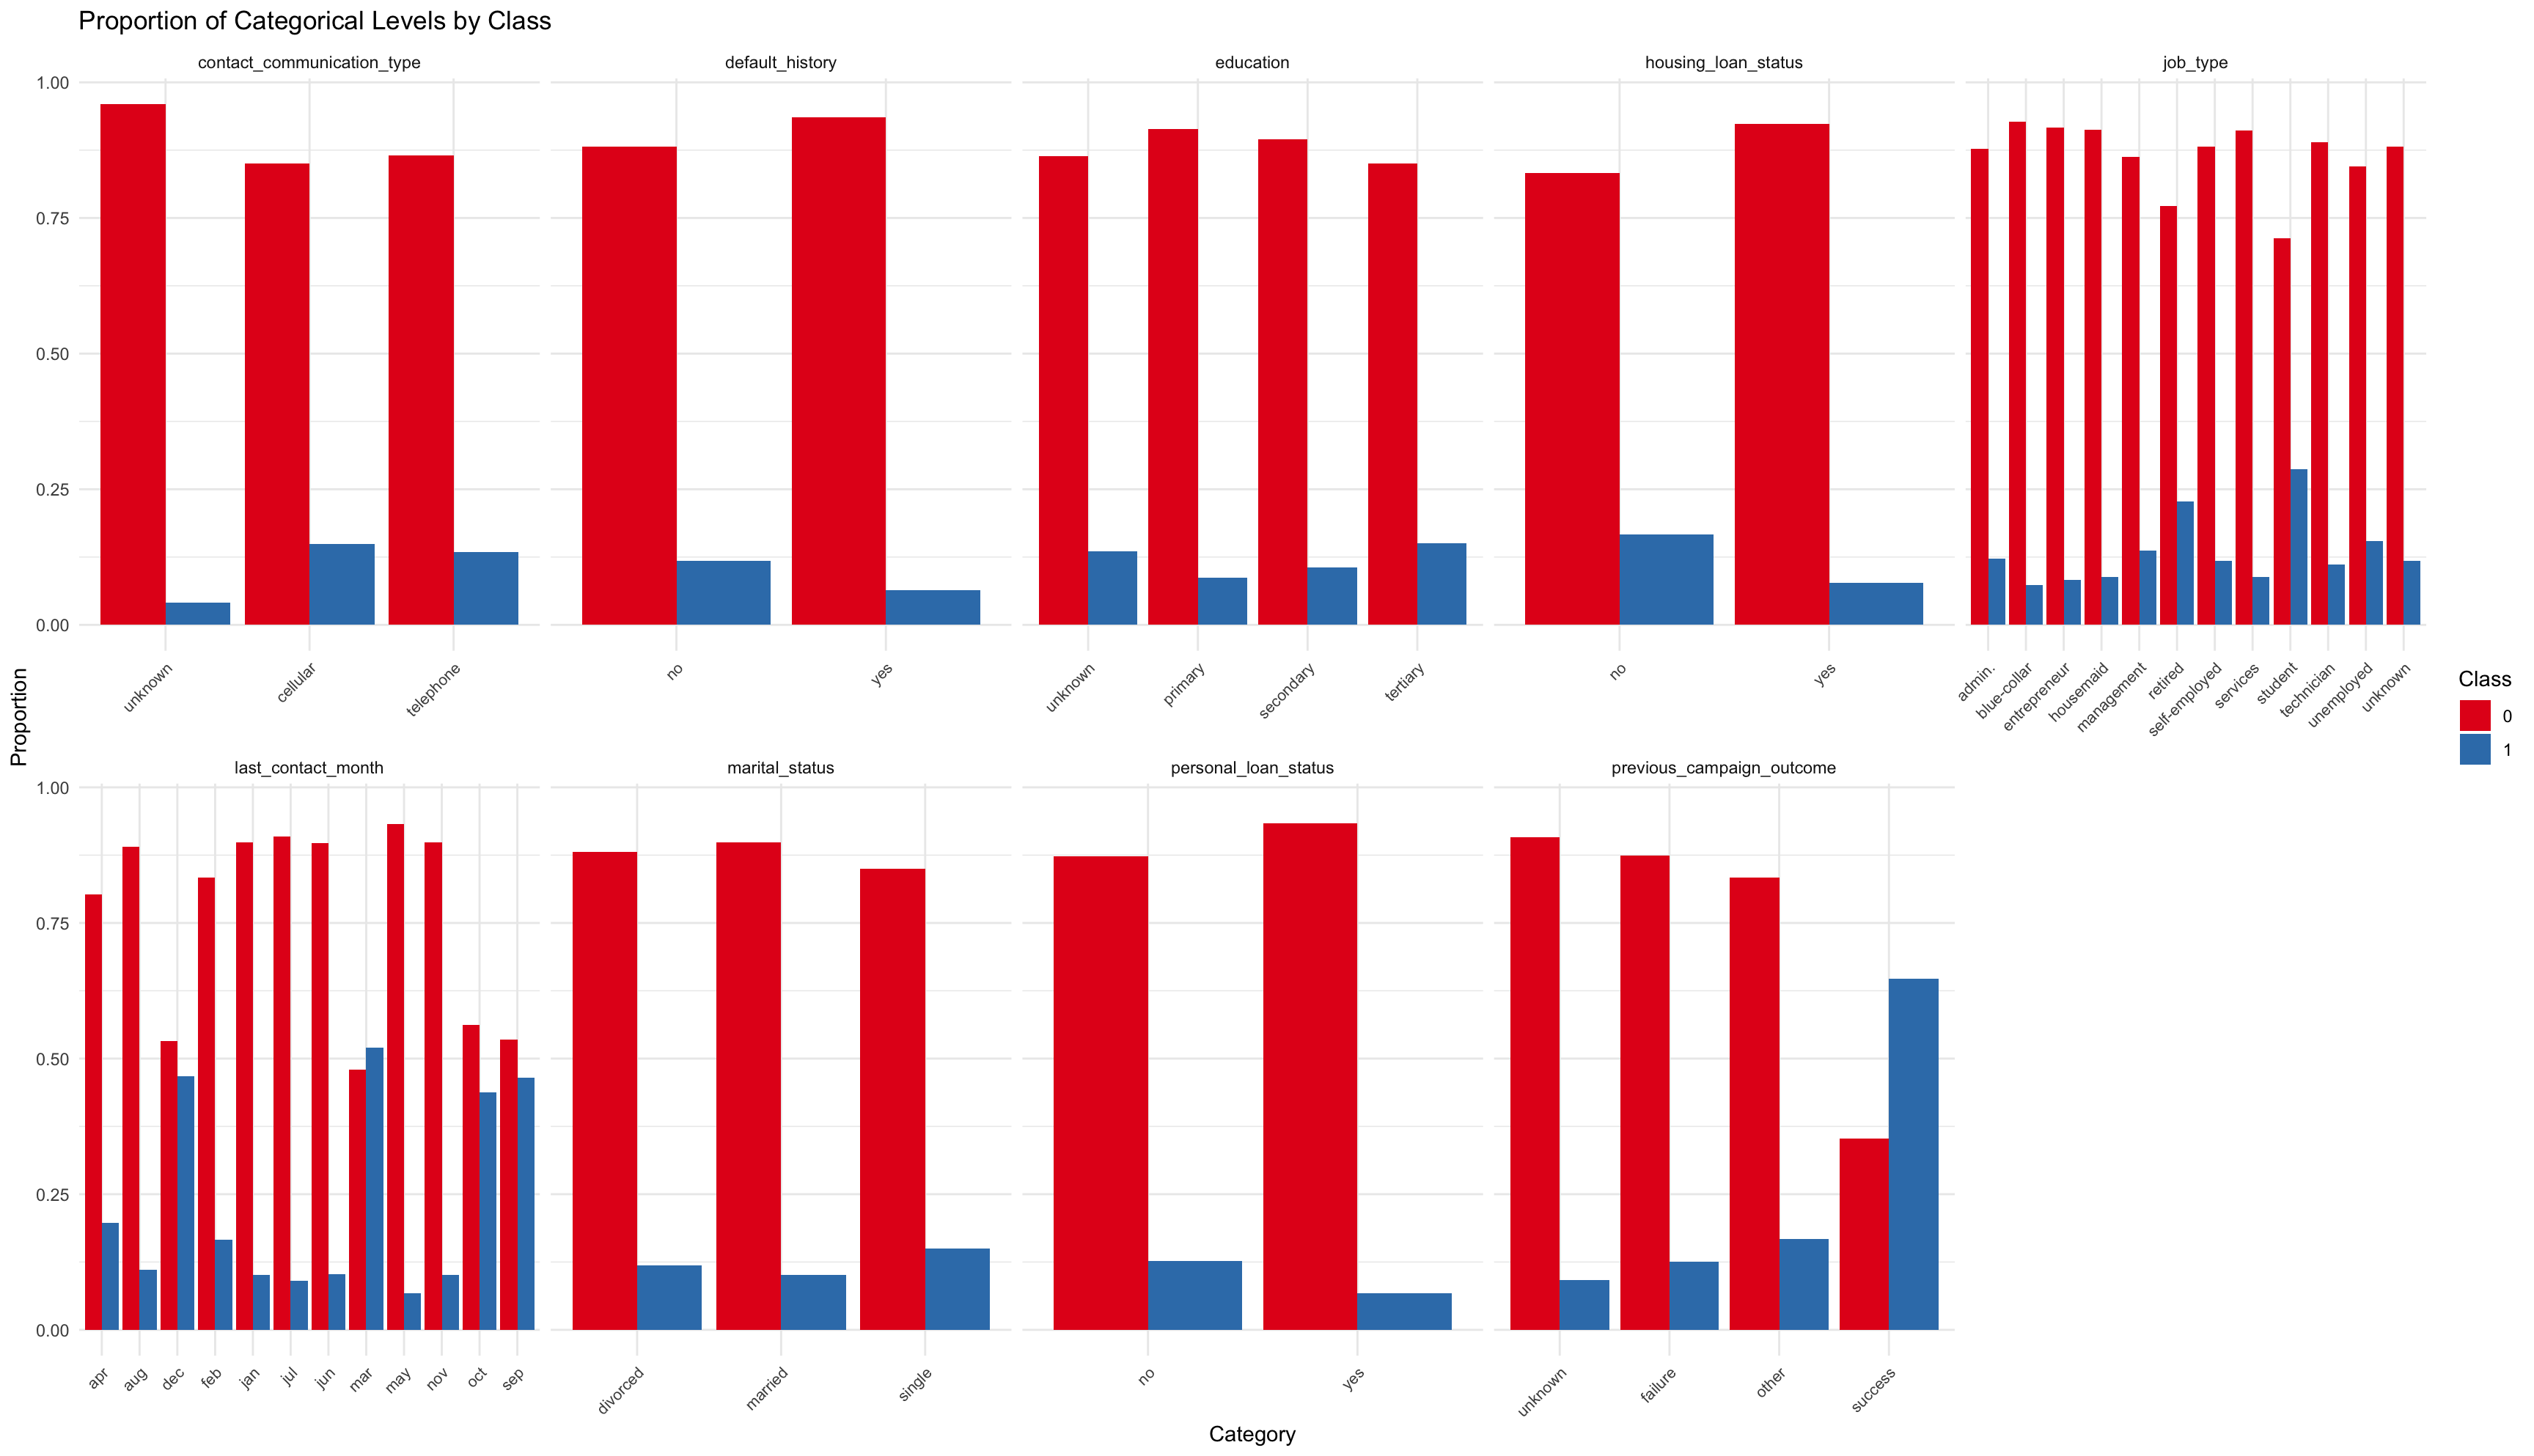 Proportion of Categorical Levels by Class
contact_communication_type
default_history
education
housing_loan_status
job_type
1.00
0.75
0.50
0.25
0.00
unknown
cellular
telephone
no
yes
unknown
primary
secondary
tertiary
no
yes
admin.
blue-collar
entrepreneur
housemaid
management
retired
self-employed
services
student
technician
unemployed
unknown
Proportion
Class
0
1
last_contact_month
marital_status
personal_loan_status
previous_campaign_outcome
1.00
0.75
0.50
0.25
0.00
apr
aug
dec
feb
jan
jul
jun
mar
may
nov
oct
sep
divorced
married
single
no
yes
unknown
failure
other
success
Category